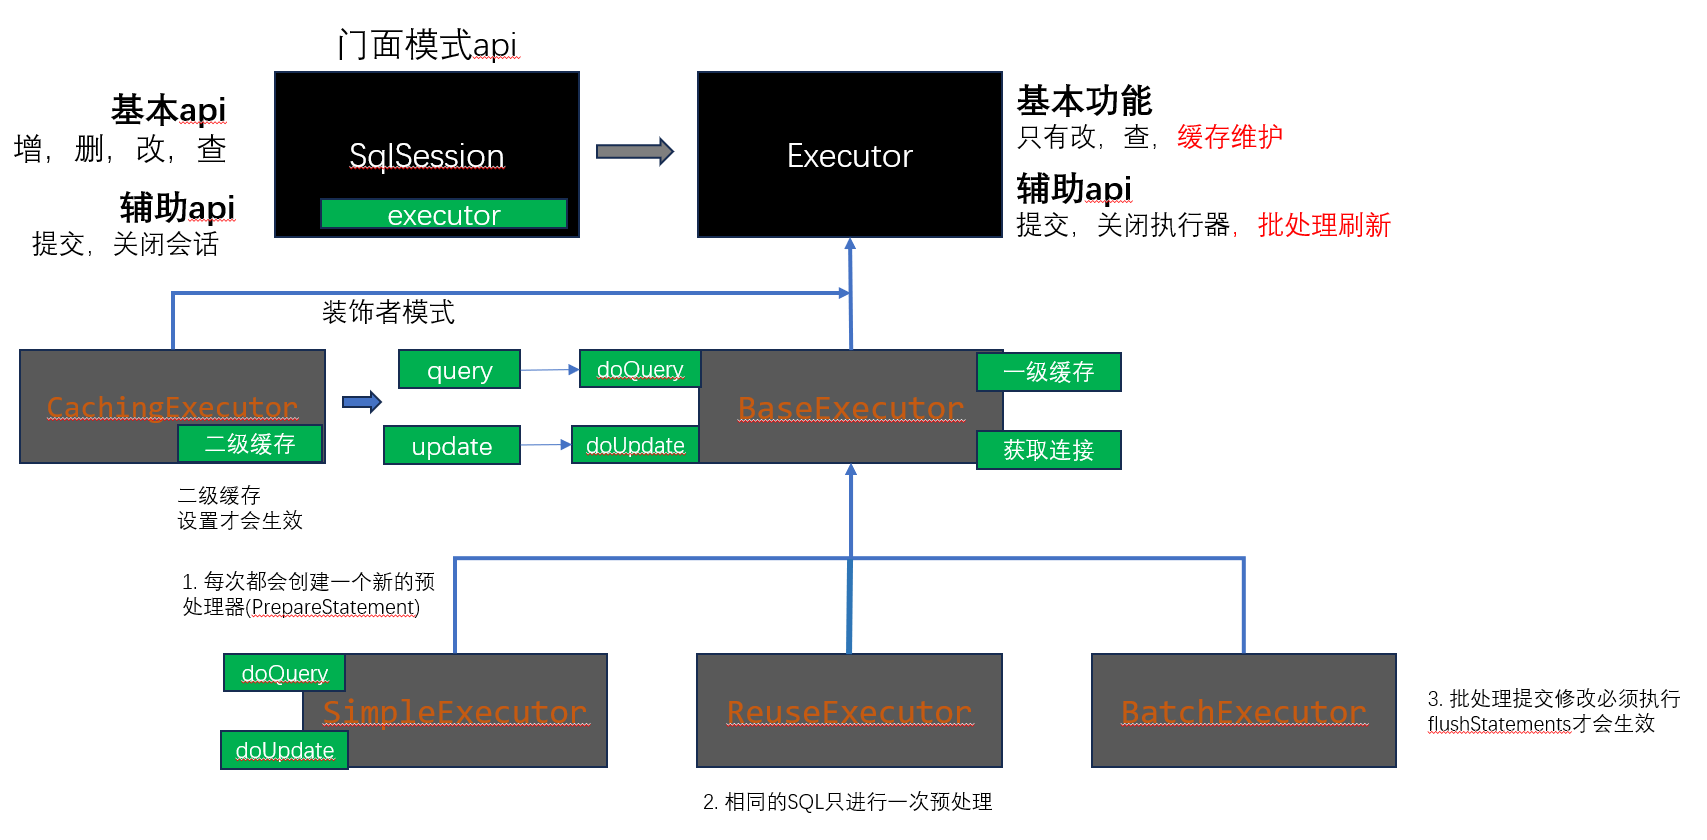 门面模式api
基本api
增，删，改，查
辅助api
提交，关闭会话
SqlSession
executor
Executor
基本功能
只有改，查，缓存维护
辅助api
提交，关闭执行器，批处理刷新
装饰者模式
CachingExecutor
二级缓存
二级缓存
设置才会生效
query
update
doQuery
doUpdate
BaseExecutor
一级缓存
获取连接
1. 每次都会创建一个新的预
处理器(PrepareStatement)
doQuery
SimpleExecutor
doUpdate
ReuseExecutor
2. 相同的SQL只进行一次预处理
BatchExecutor
3. 批处理提交修改必须执行
flushStatements才会生效